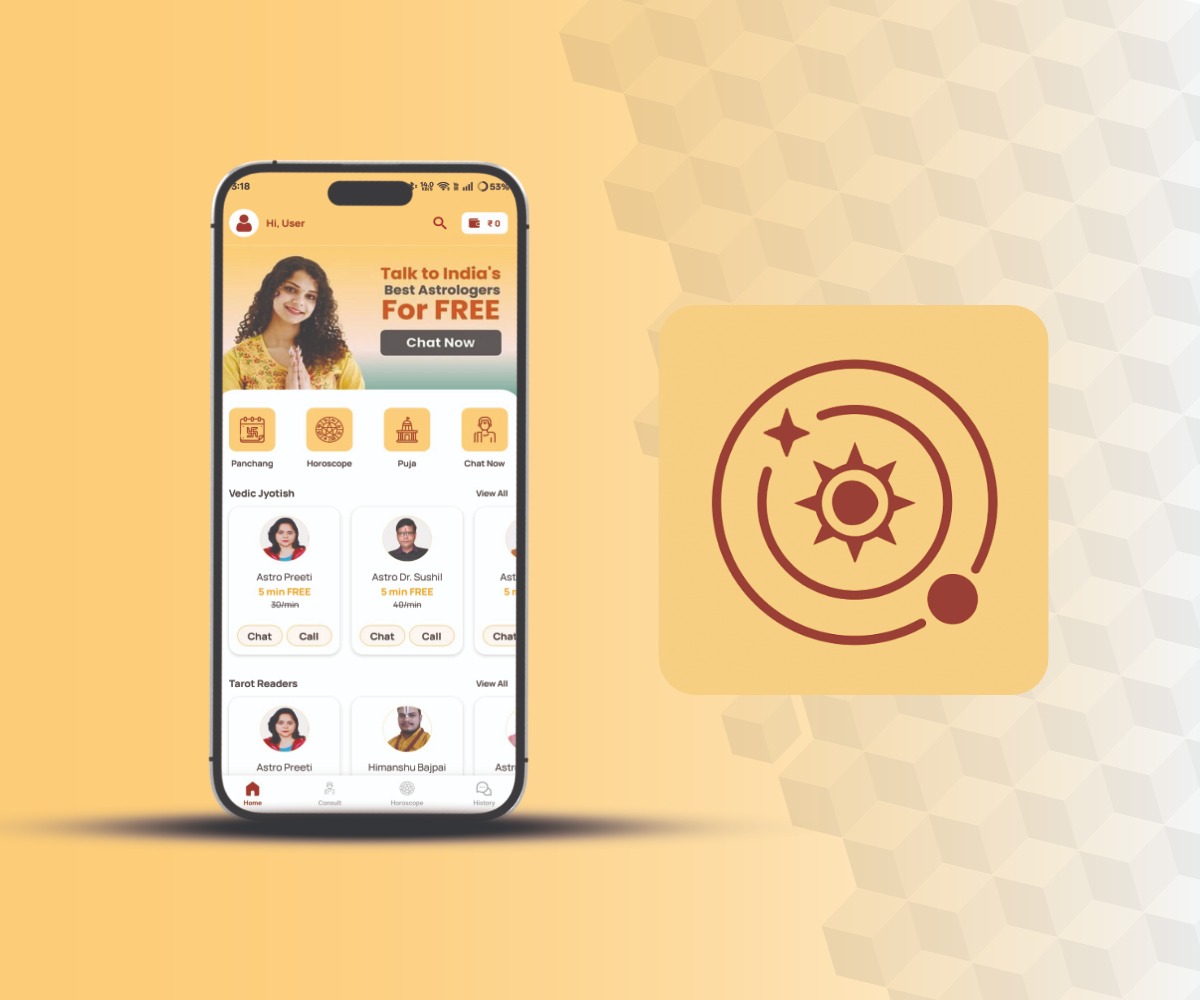 3:18
53%
Hi, User
₹ 0
Talk to India's
Best Astrologers
For FREE
Chat Now
Panchang
Horoscope
Puja
Chat Now
Vedic Jyotish
View All
Astro Preeti
5 min FREE
30/min
Chat
Call
Astro Dr. Sushil
5 min FREE
40/min
Chat
Call
Ast
5 m
Chat
Tarot Readers
View All
Astro Preeti
Himanshu Bajpai
Astr
Home
Consult
Horoscope
History